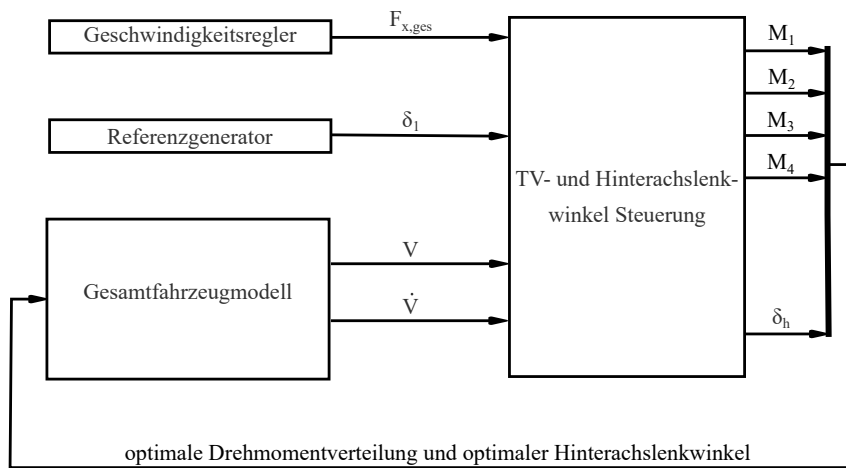 Geschwindigkeitsregler
F_x,ges
M_1
M_2
Referenzgenerator
δ_1
M_3
M_4
TV- und Hinterachslenk-
winkel Steuerung
V
Gesamtfahrzeugmodell
V̇
δ_h
optimale Drehmomentverteilung und optimaler Hinterachslenkwinkel